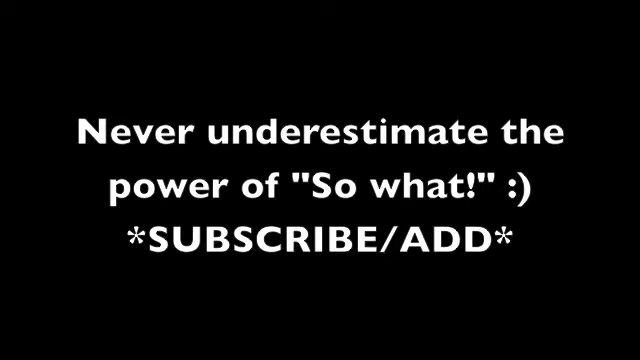 Never underestimate the
power of "So what!" :)
*SUBSCRIBE/ADD*